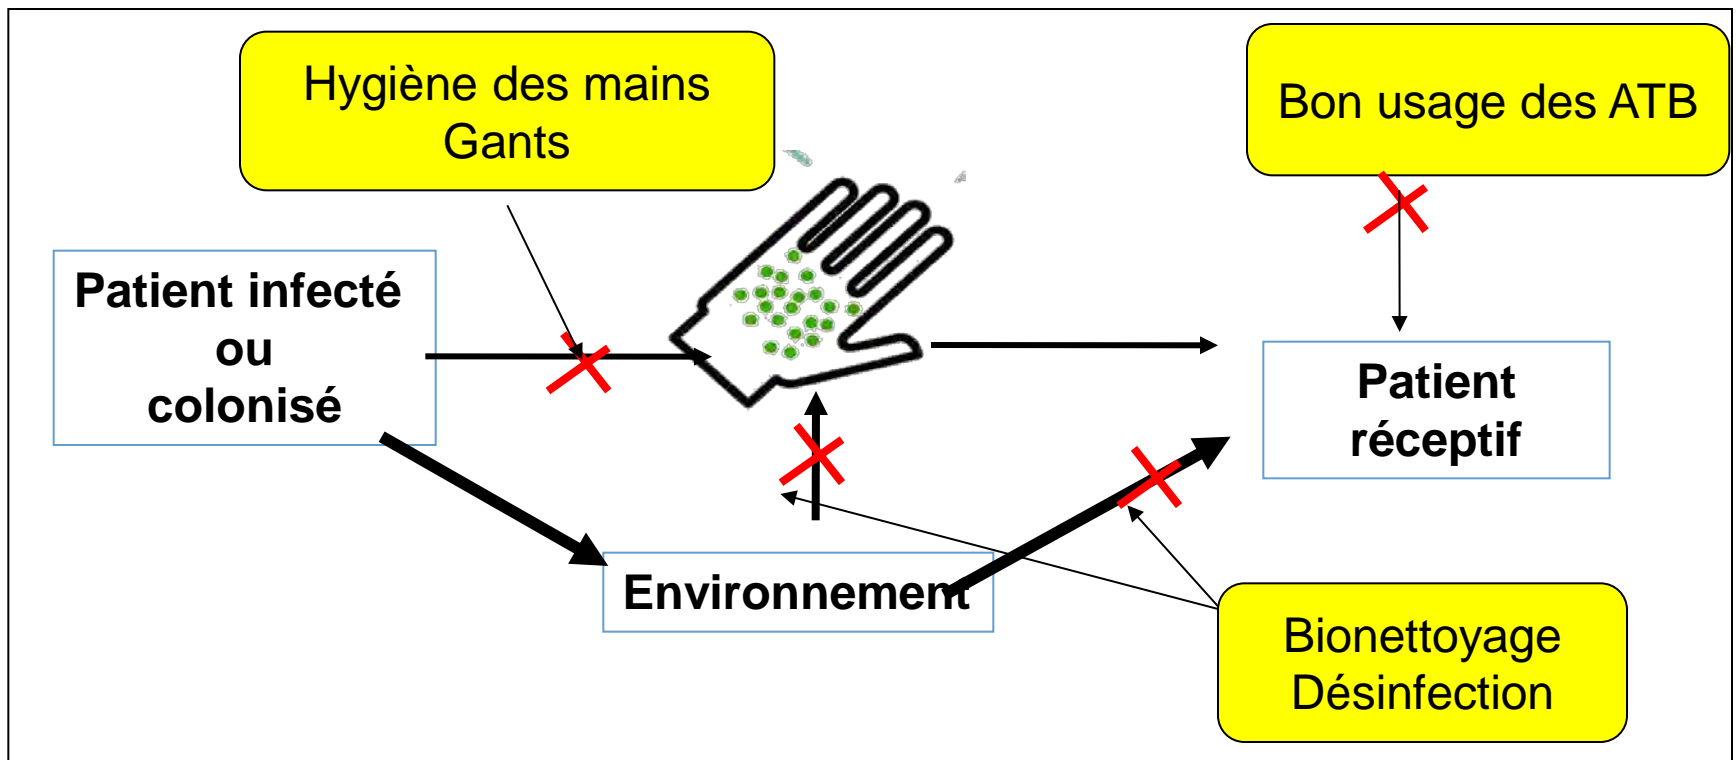 Hygiène des mains
Gants
Bon usage des ATB
Patient infecté
ou
colonisé
Patient
réceptif
Environnement
Bionettoyage
Désinfection